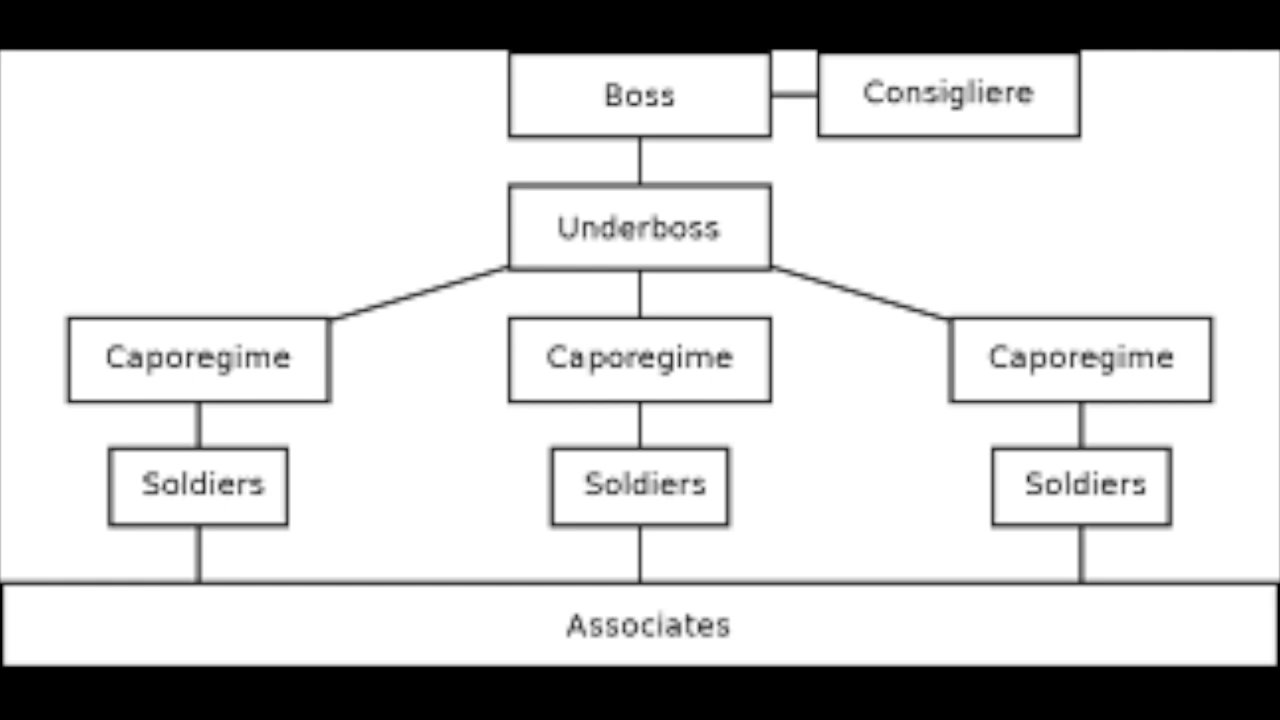 Boss
Consigliere
Underboss
Caporegime
Caporegime
Caporegime
Soldiers
Soldiers
Soldiers
Associates